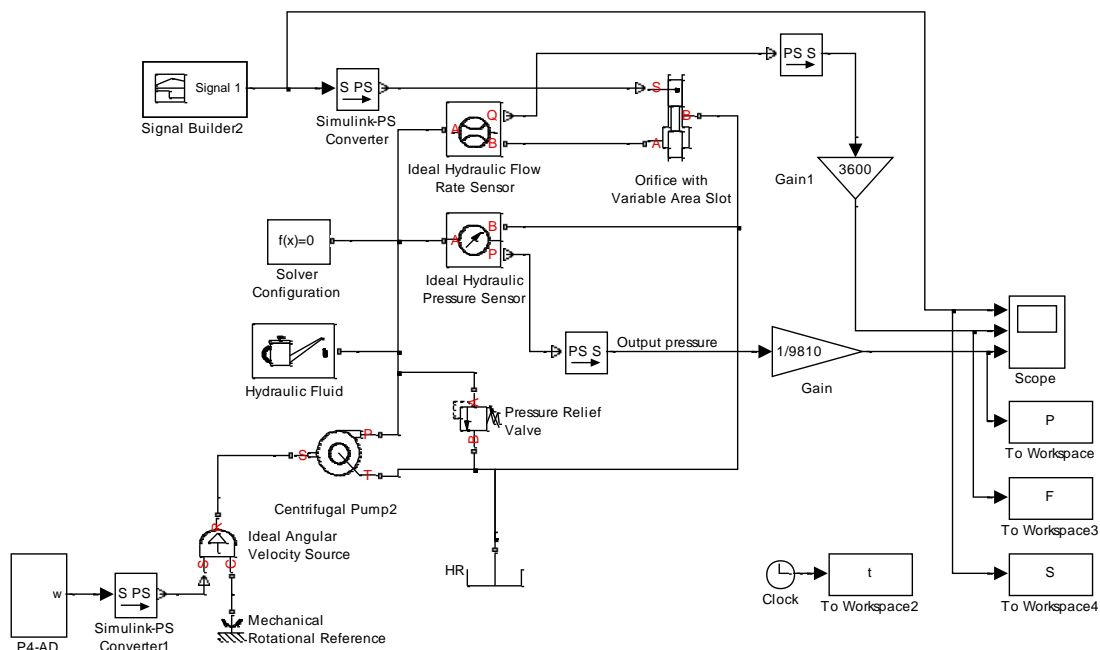 Signal 1
Signal Builder2
S PS
Simulink-PS
Converter
Q
A
B
Ideal Hydraulic Flow
Rate Sensor
S
B
A
Orifice with
Variable Area Slot
PS S
3600
Gain1
f(x)=0
Solver
Configuration
B
A
P
Ideal Hydraulic
Pressure Sensor
Hydraulic Fluid
PS S
Output pressure
1/9810
Gain
Scope
A
B
Pressure Relief
Valve
P
S
T
Centrifugal Pump2
P
To Workspace
F
To Workspace3
R
S
C
Ideal Angular
Velocity Source
HR
w
P4-AD
S PS
Simulink-PS
Converter1
Mechanical
Rotational Reference
Clock
t
To Workspace2
S
To Workspace4